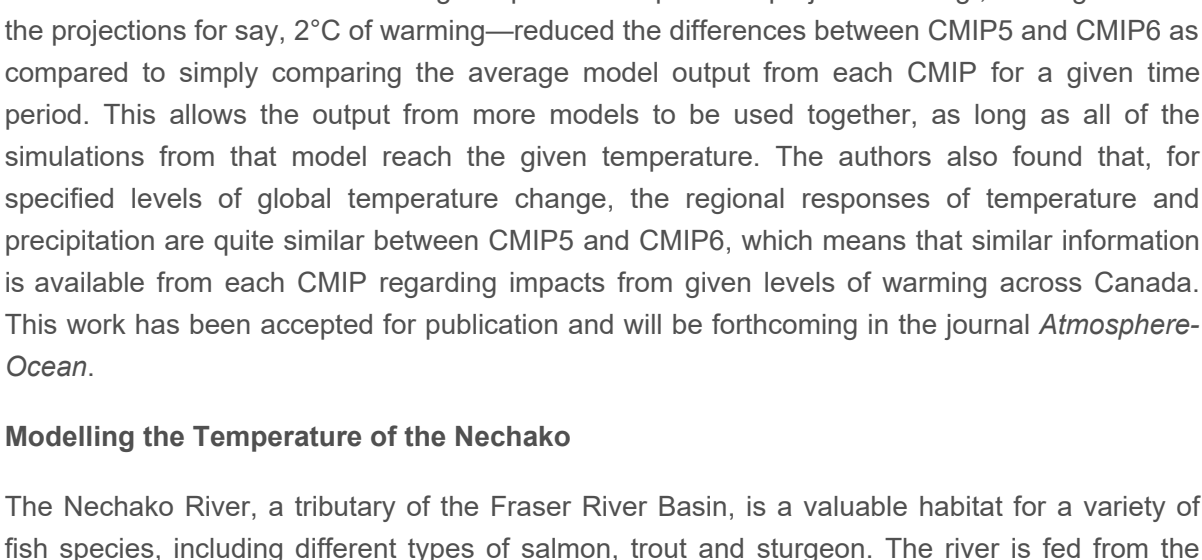 the projections for say, 2°C of warming—reduced the differences between CMIP5 and CMIP6 as
compared to simply comparing the average model output from each CMIP for a given time
period. This allows the output from more models to be used together, as long as all of the
simulations from that model reach the given temperature. The authors also found that, for
specified levels of global temperature change, the regional responses of temperature and
precipitation are quite similar between CMIP5 and CMIP6, which means that similar information
is available from each CMIP regarding impacts from given levels of warming across Canada.
This work has been accepted for publication and will be forthcoming in the journal Atmosphere-
Ocean.
Modelling the Temperature of the Nechako
The Nechako River, a tributary of the Fraser River Basin, is a valuable habitat for a variety of
fish species, including different types of salmon, trout and sturgeon. The river is fed from the